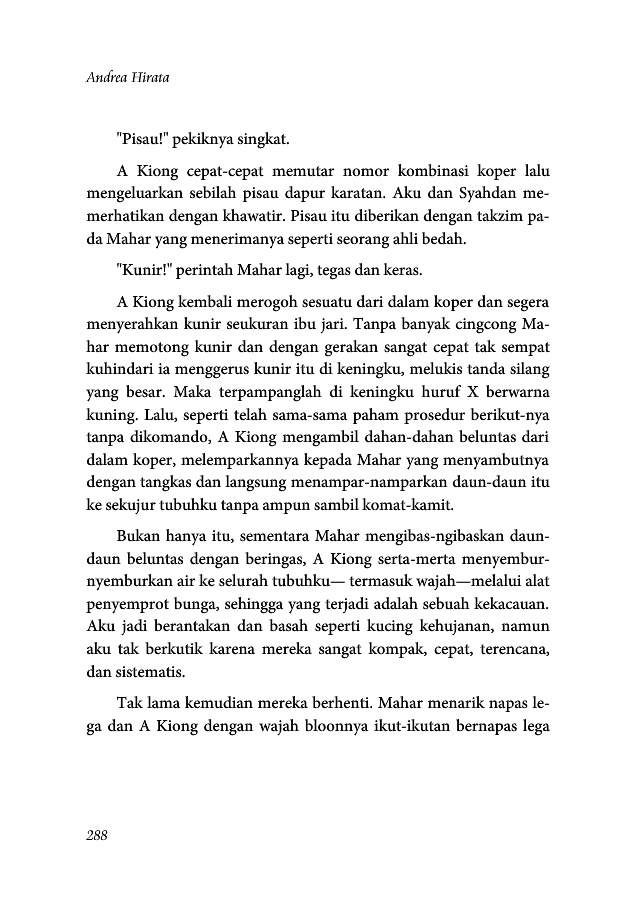 Andrea Hirata
"Pisau!" pekiknya singkat.
A Kiong cepat-cepat memutar nomor kombinasi koper lalu
mengeluarkan sebilah pisau dapur karatan. Aku dan Syahdan me-
merhatikan dengan khawatir. Pisau itu diberikan dengan takzim pa-
da Mahar yang menerimanya seperti seorang ahli bedah.
"Kunir!" perintah Mahar lagi, tegas dan keras.
A Kiong kembali merogoh sesuatu dari dalam koper dan segera
menyerahkan kunir seukuran ibu jari. Tanpa banyak cingcong Ma-
har memotong kunir dan dengan gerakan sangat cepat tak sempat
kuhindari ia menggerus kunir itu di keningku, melukis tanda silang
yang besar. Maka terpampanglah di keningku huruf X berwarna
kuning. Lalu, seperti telah sama-sama paham prosedur berikut-nya
tanpa dikomando, A Kiong mengambil dahan-dahan beluntas dari
dalam koper, melemparkannya kepada Mahar yang menyambutnya
dengan tangkas dan langsung menampar-namparkan daun-daun itu
ke sekujur tubuhku tanpa ampun sambil komat-kamit.
Bukan hanya itu, sementara Mahar mengibas-ngibaskan daun-
daun beluntas dengan beringas, A Kiong serta-merta menyembur-
nyemburkan air ke selurah tubuhku— termasuk wajah—melalui alat
penyemprot bunga, sehingga yang terjadi adalah sebuah kekacauan.
Aku jadi berantakan dan basah seperti kucing kehujanan, namun
aku tak berkutik karena mereka sangat kompak, cepat, terencana,
dan sistematis.
Tak lama kemudian mereka berhenti. Mahar menarik napas le-
ga dan A Kiong dengan wajah bloonnya ikut-ikutan bernapas lega
288